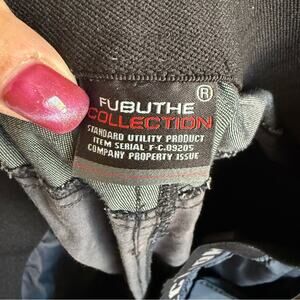 ®
FUBUTHE
COLLECTION
STANDARD UTILITY PRODUCT
ITEM SERIAL F-C.09205
COMPANY PROPERTY ISSUE